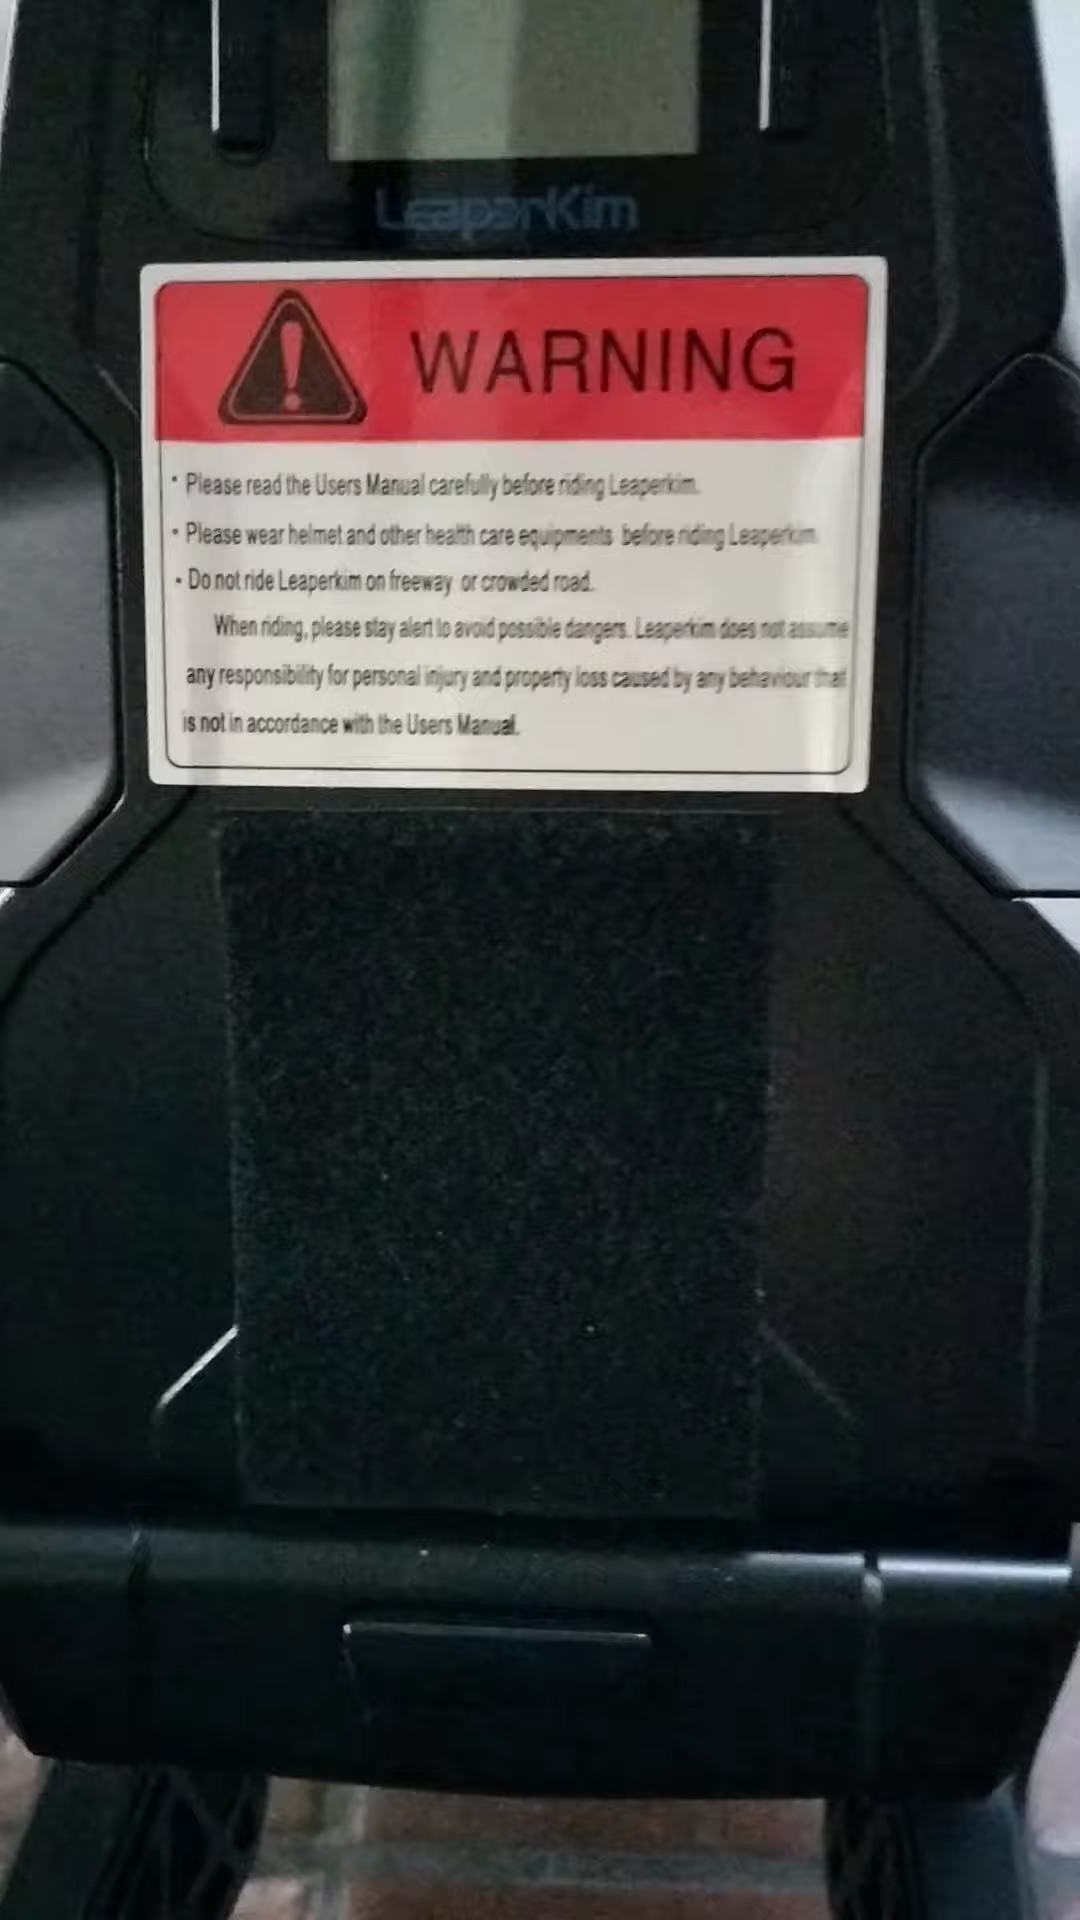 LeaperKim
WARNING
• Please read the Users Manual carefully before riding Leaperkim.
• Please wear helmet and other health care equipments before riding Leaperkim.
• Do not ride Leaperkim on freeway or crowded road.
When riding, please stay alert to avoid possible dangers. Leaperkim does not assume
any responsibility for personal injury and property loss caused by any behaviour that
is not in accordance with the Users Manual.